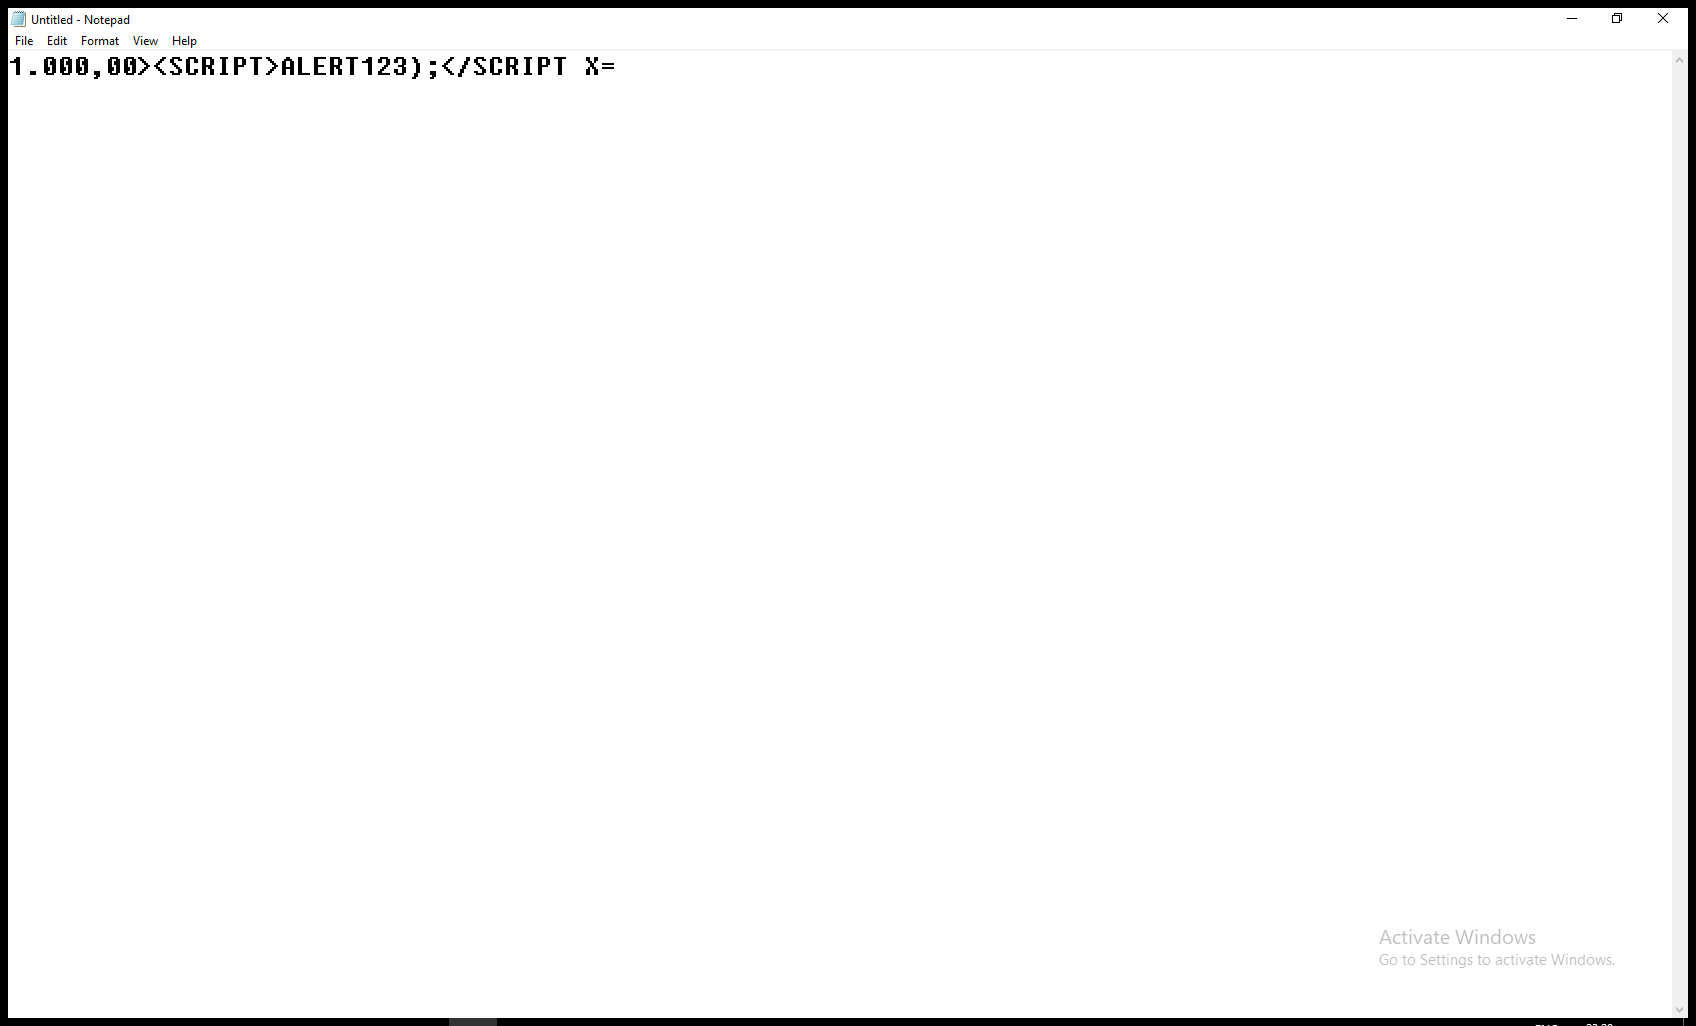 Untitled - Notepad
File Edit Format View Help
1.000,00><SCRIPT>ALERT123);</SCRIPT X=
Activate Windows
Go to Settings to activate Windows.